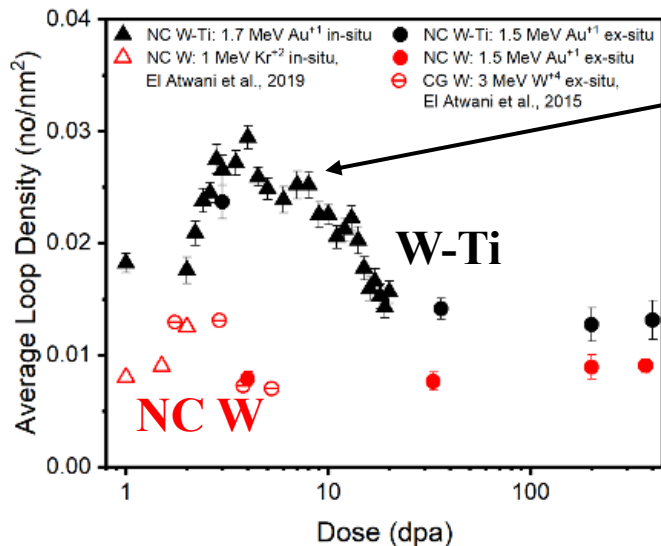 NC W-Ti: 1.7 MeV Au⁺¹ in-situ
NC W: 1 MeV Kr⁺² in-situ,
El Atwani et al., 2019
NC W-Ti: 1.5 MeV Au⁺¹ ex-situ
NC W: 1.5 MeV Au⁺¹ ex-situ
CG W: 3 MeV W⁺⁴ ex-situ,
El Atwani et al., 2015
Average Loop Density (no/nm²)
0.04
0.03
0.02
0.01
0.00
W-Ti
NC W
1
10
100
Dose (dpa)